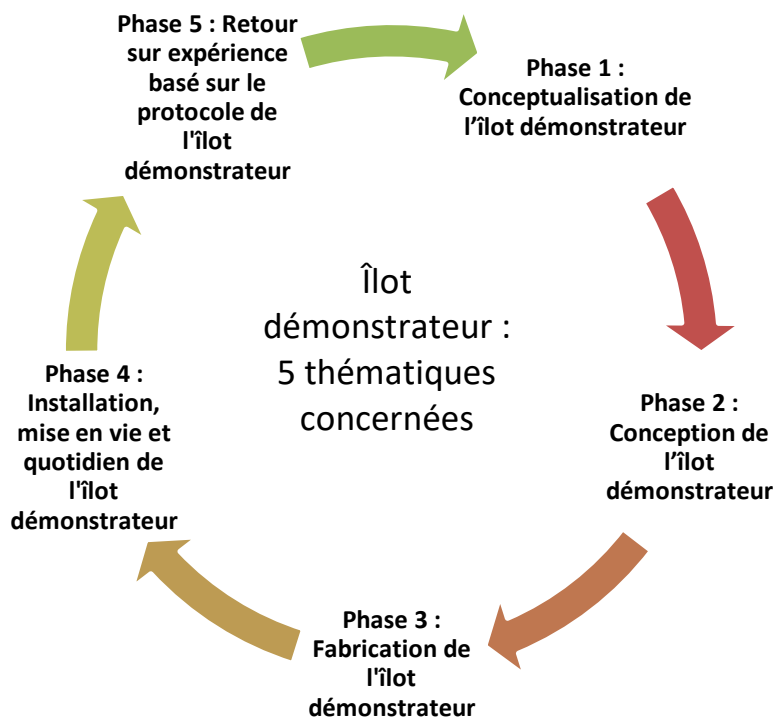 Phase 5 : Retour
sur expérience
basé sur le
protocole de
l'îlot
démonstrateur
Phase 1 :
Conceptualisation de
l’îlot démonstrateur
Îlot
démonstrateur :
5 thématiques
concernées
Phase 2 :
Conception de
l’îlot
démonstrateur
Phase 3 :
Fabrication de
l'îlot
démonstrateur
Phase 4 :
Installation,
mise en vie et
quotidien de
l'îlot
démonstrateur